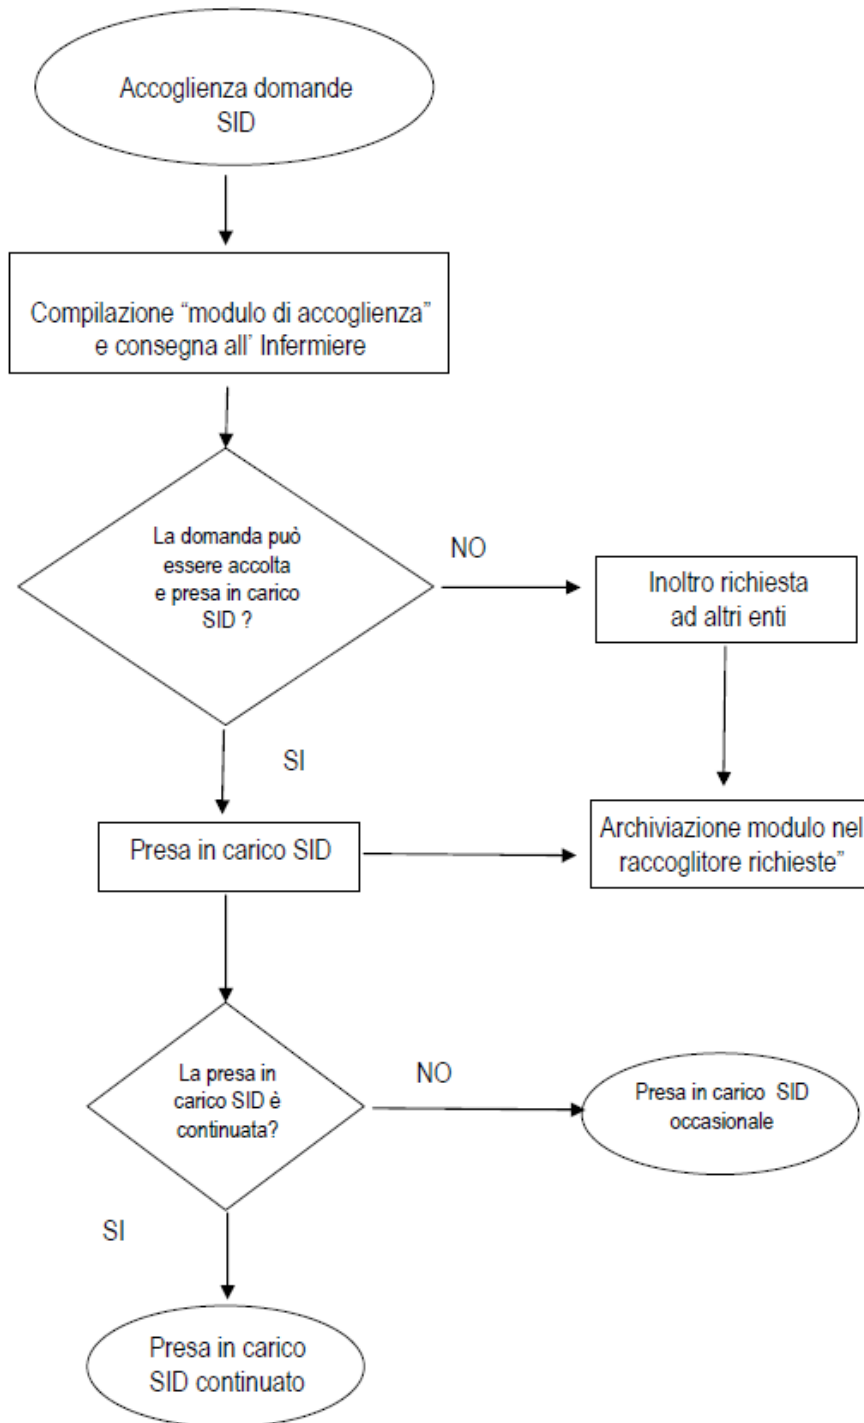 Accoglienza domande
SID
Compilazione “modulo di accoglienza”
e consegna all’ Infermiere
La domanda può
essere accolta
e presa in carico
SID ?
NO
Inoltro richiesta
ad altri enti
SI
Presa in carico SID
Archiviazione modulo nel
raccoglitore richieste”
La presa in
carico SID è
continuata?
NO
Presa in carico SID
occasionale
SI
Presa in carico
SID continuato